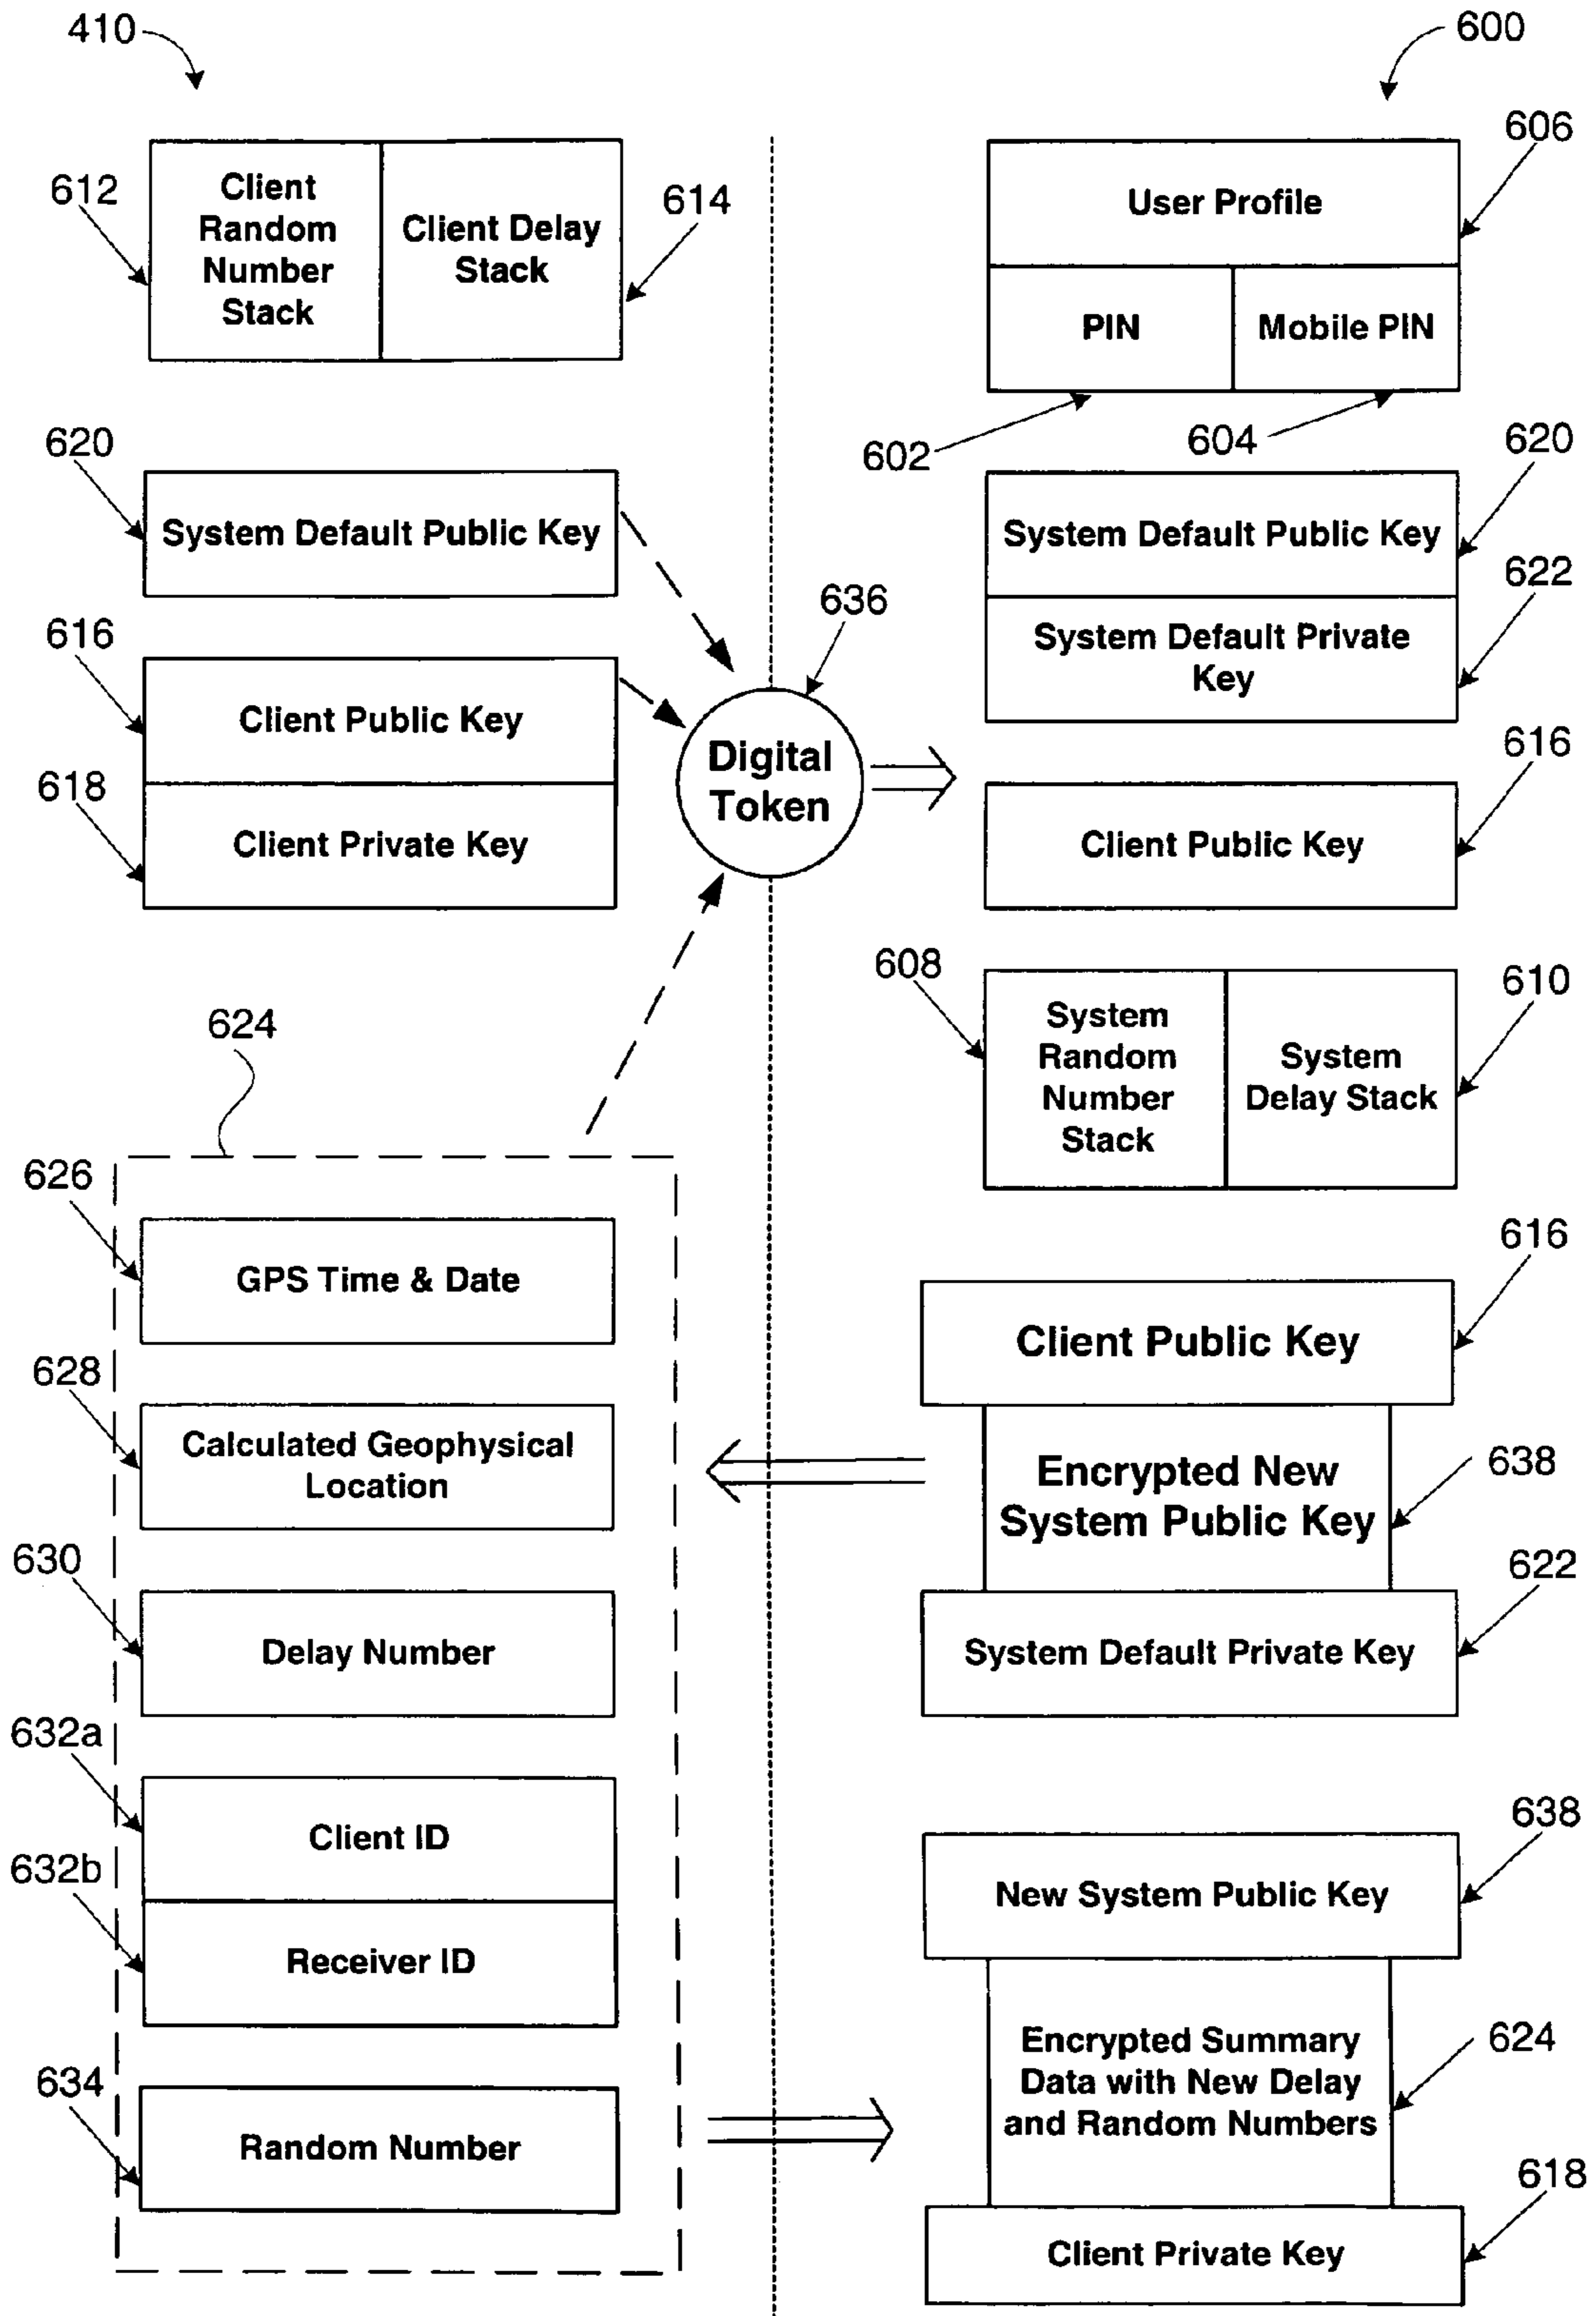 410
600
606
612
Client
Random
Number
Stack
Client Delay
Stack
614
User Profile
PIN
Mobile PIN
602
604
620
System Default Public Key
616
Client Public Key
618
Client Private Key
636
Digital
Token
620
System Default Public Key
622
System Default Private
Key
616
Client Public Key
608
System
Random
Number
Stack
System
Delay Stack
610
624
626
GPS Time & Date
628
Calculated Geophysical
Location
630
Delay Number
632a
Client ID
632b
Receiver ID
634
Random Number
616
Client Public Key
Encrypted New
System Public Key
638
622
System Default Private Key
638
New System Public Key
Encrypted Summary
Data with New Delay
and Random Numbers
624
618
Client Private Key